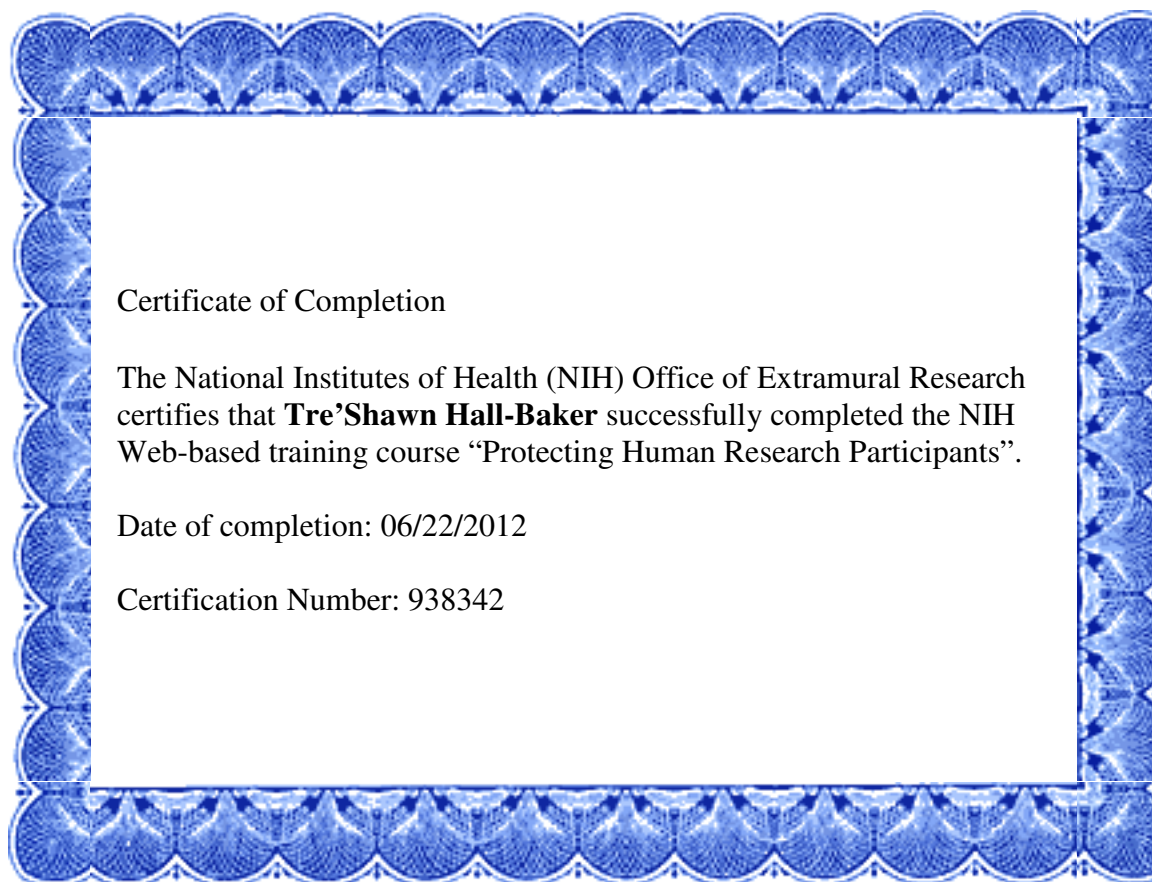 Certificate of Completion
The National Institutes of Health (NIH) Office of Extramural Research
certifies that Tre’Shawn Hall-Baker successfully completed the NIH
Web-based training course “Protecting Human Research Participants”.
Date of completion: 06/22/2012
Certification Number: 938342